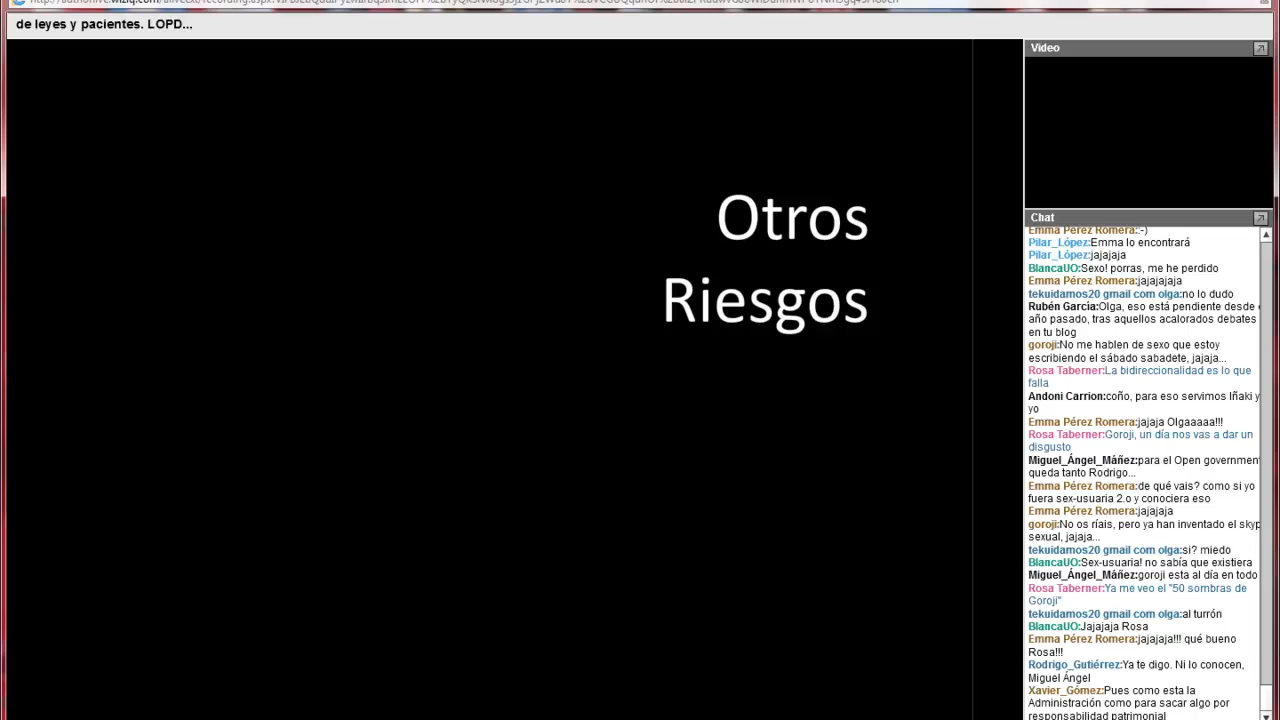 de leyes y pacientes. LOPD...
Otros
Riesgos
Video
Chat
Emma Pérez Romera::-)
Pilar_López:Emma lo encontrará
Pilar_López:jajajaja
BlancaUO:Sexo! porras, me he perdido
Emma Pérez Romera:jajajajaja
tekuidamos20 gmail com olga:no lo dudo
Rubén García:Olga, eso está pendiente desde
año pasado, tras aquellos acalorados debates
en tu blog
goroji:No me hablen de sexo que estoy
escribiendo el sábado sabadete, jajaja...
Rosa Taberner:La bidireccionalidad es lo que
falla
Andoni Carrion:coño, para eso servimos Iñaki y
yo
Emma Pérez Romera:jajaja Olgaaaaa!!!
Rosa Taberner:Goroji, un día nos vas a dar un
disgusto
Miguel_Ángel_Máñez:para el Open government
queda tanto Rodrigo...
Emma Pérez Romera:de qué vais? como si yo
fuera sex-usuaria 2.o y conociera eso
Emma Pérez Romera:jajajaja
goroji:No os ríais, pero ya han inventado el skyp
sexual, jajaja...
tekuidamos20 gmail com olga:si? miedo
BlancaUO:Sex-usuaria! no sabía que existiera
Miguel_Ángel_Máñez:goroji esta al día en todo
Rosa Taberner:Ya me veo el "50 sombras de
Goroji"
tekuidamos20 gmail com olga:al turrón
BlancaUO:Jajajaja Rosa
Emma Pérez Romera:jajajaja!!! qué bueno
Rosa!!!
Rodrigo_Gutiérrez:Ya te digo. Ni lo conocen,
Miguel Ángel
Xavier_Gómez:Pues como esta la
Administración como para sacar algo por
responsabilidad patrimonial